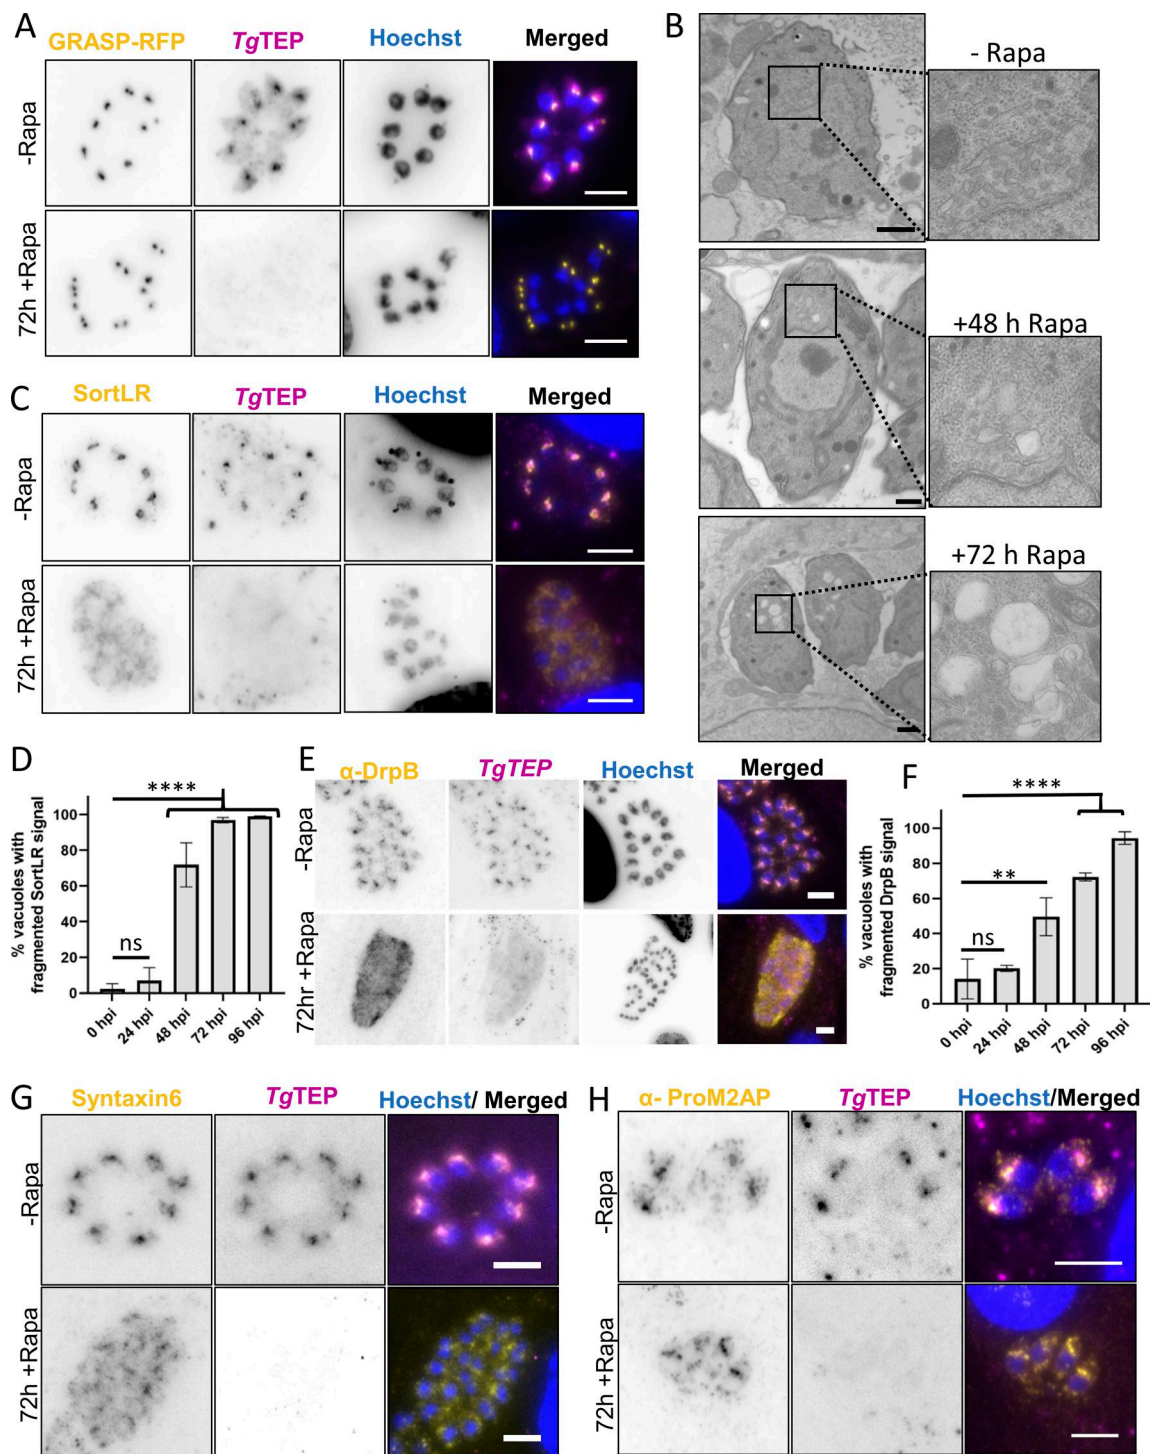 A
GRASP-RFP
TgTEP
Hoechst
Merged
-Rapa
72h +Rapa
B
- Rapa
+48 h Rapa
+72 h Rapa
C
SortLR
TgTEP
Hoechst
Merged
-Rapa
72h +Rapa
D
% vacuoles with
fragmented SortLR signal
100
80
60
40
20
0
ns
****
0 hpi
24 hpi
48 hpi
72 hpi
96 hpi
E
α-DrpB
TgTEP
Hoechst
Merged
-Rapa
72hr +Rapa
F
% vacuoles with
fragmented DrpB signal
100
80
60
40
20
0
ns
**
****
0 hpi
24 hpi
48 hpi
72 hpi
96 hpi
G
Syntaxin6
TgTEP
Hoechst/ Merged
-Rapa
72h +Rapa
H
α- ProM2AP
TgTEP
Hoechst/Merged
-Rapa
72h +Rapa